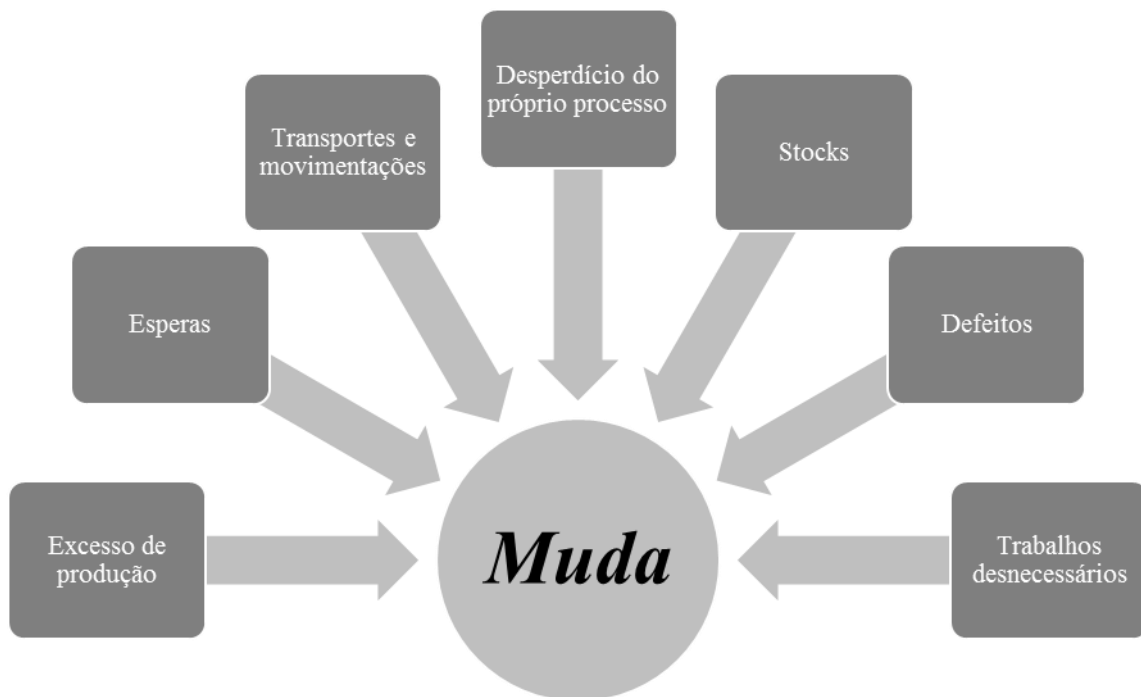 Desperdício do
próprio processo
Transportes e
movimentações
Stocks
Esperas
Defeitos
Excesso de
produção
Muda
Trabalhos
desnecessários